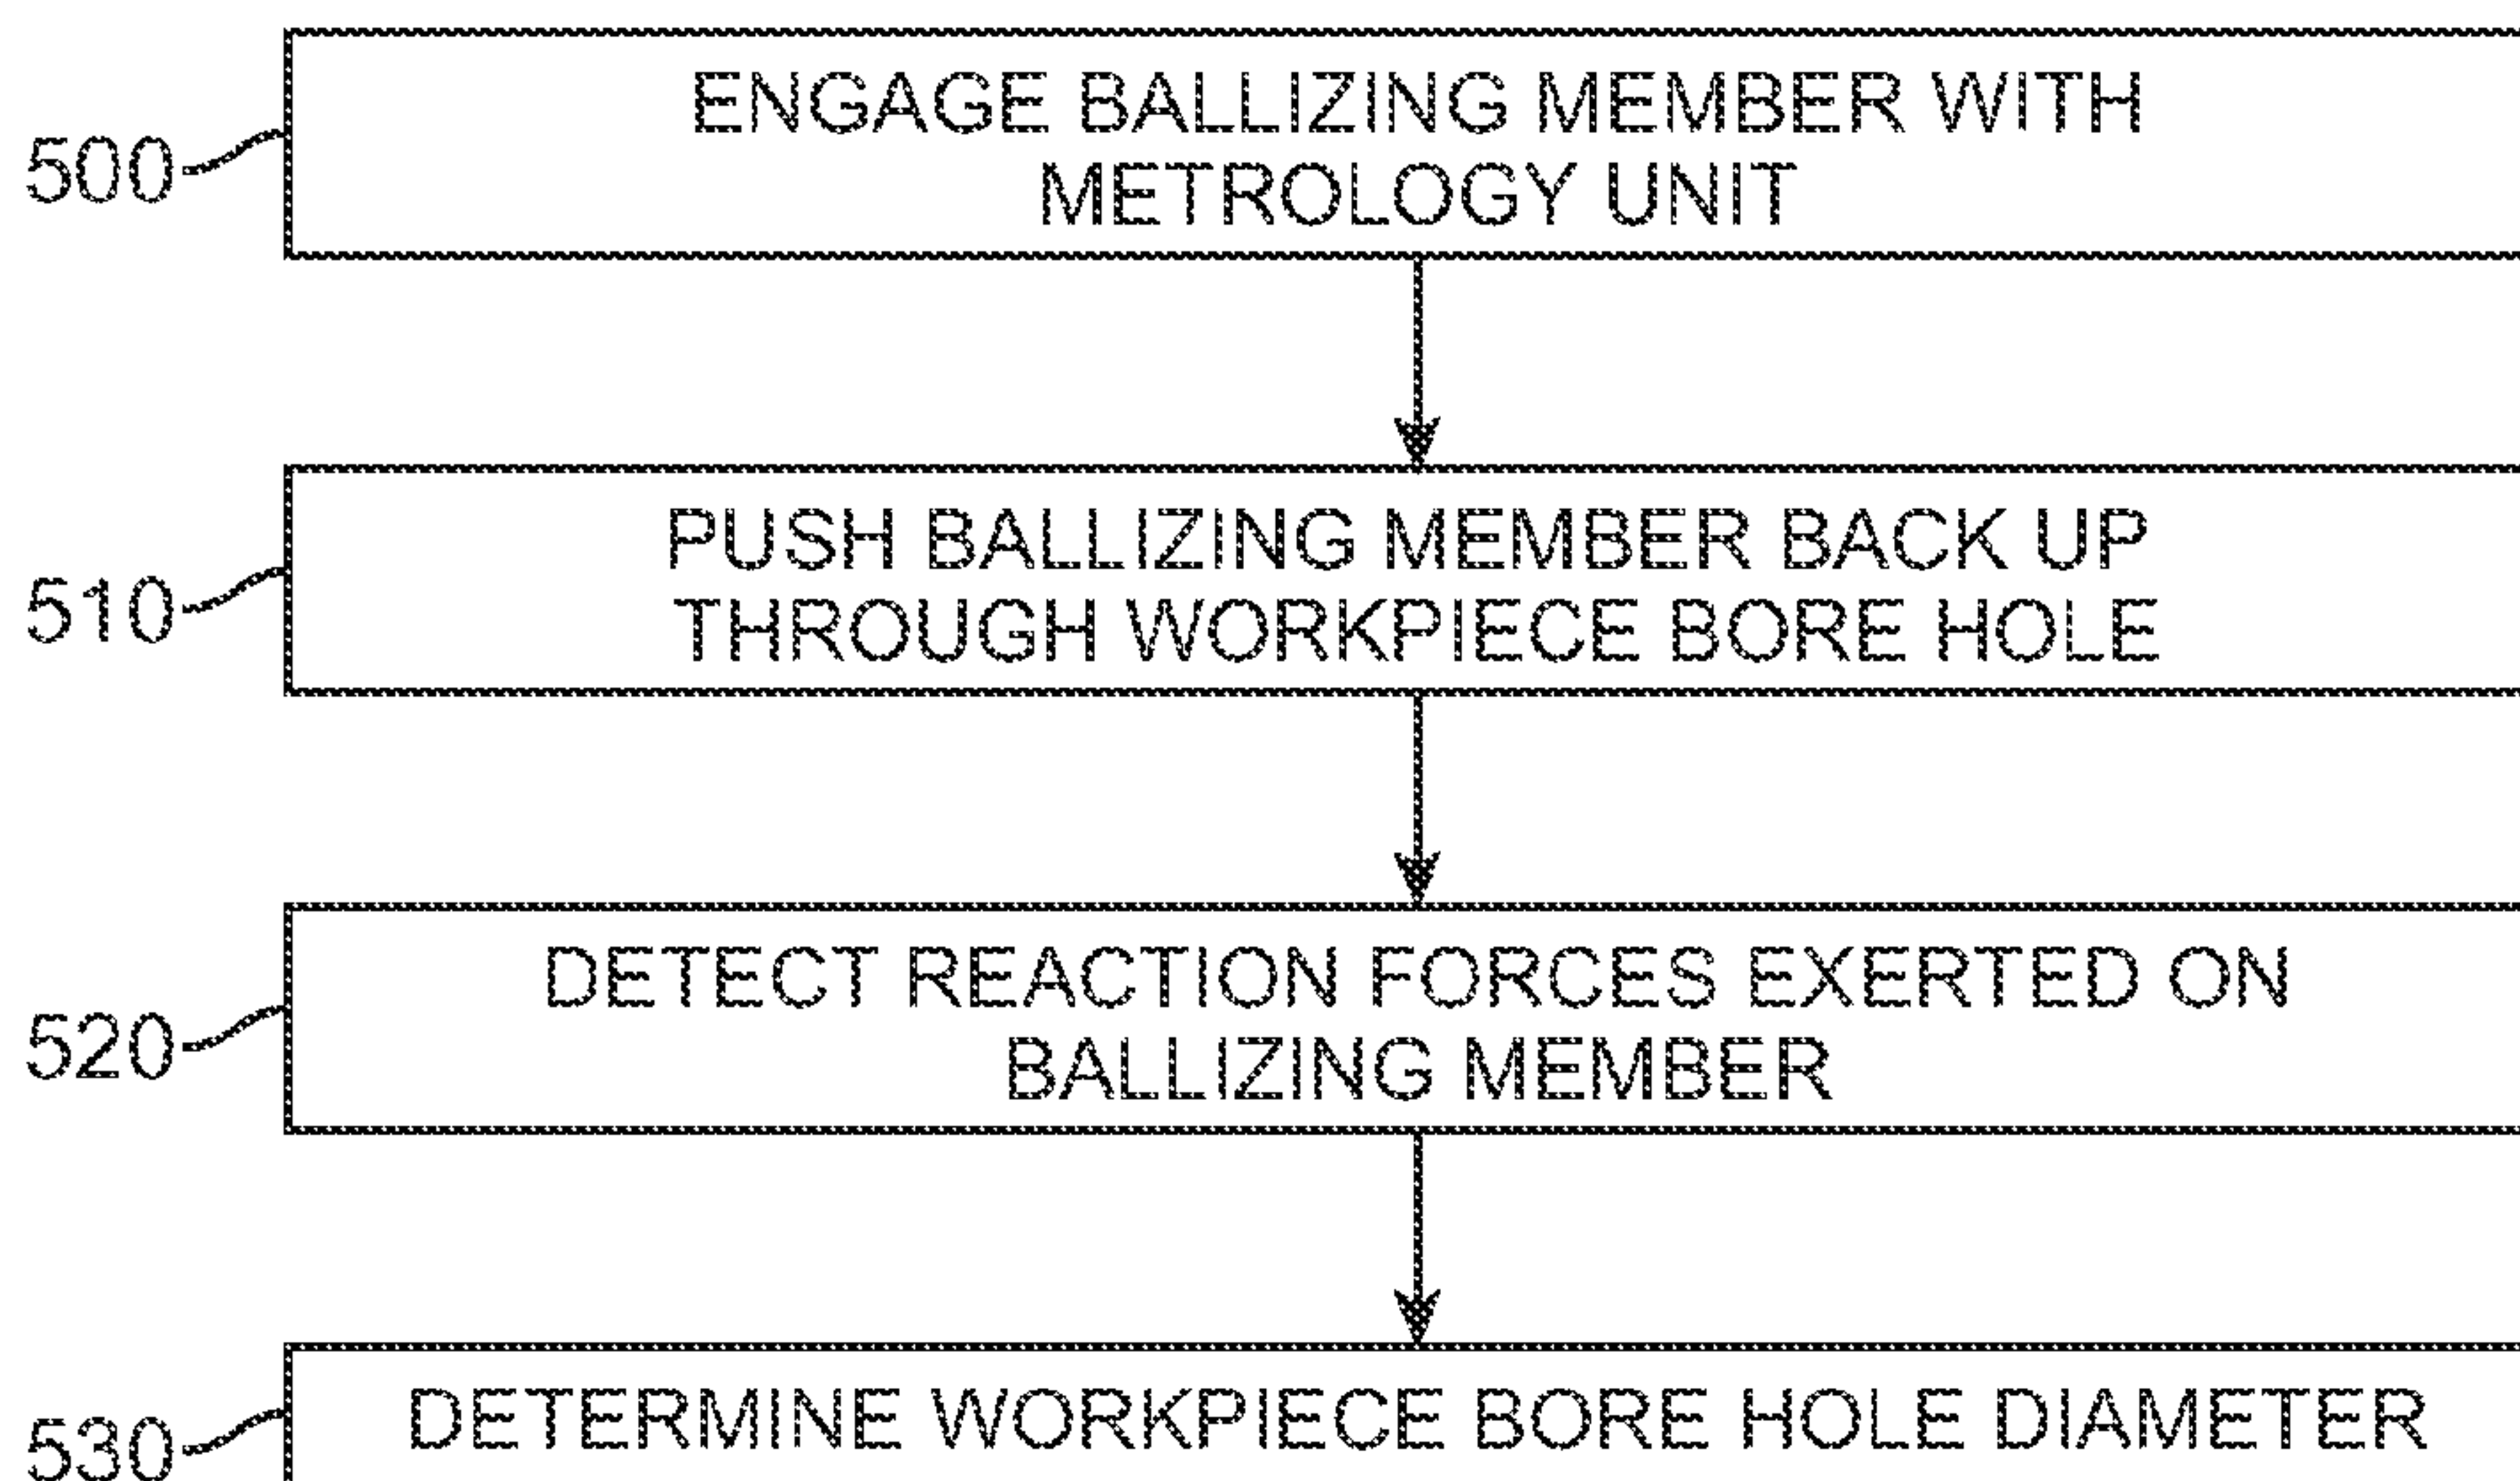 ENGAGE BALLIZING MEMBER WITH
METROLOGY UNIT
500
PUSH BALLIZING MEMBER BACK UP
THROUGH WORKPIECE BORE HOLE
510
DETECT REACTION FORCES EXERTED ON
BALLIZING MEMBER
520
DETERMINE WORKPIECE BORE HOLE DIAMETER
530